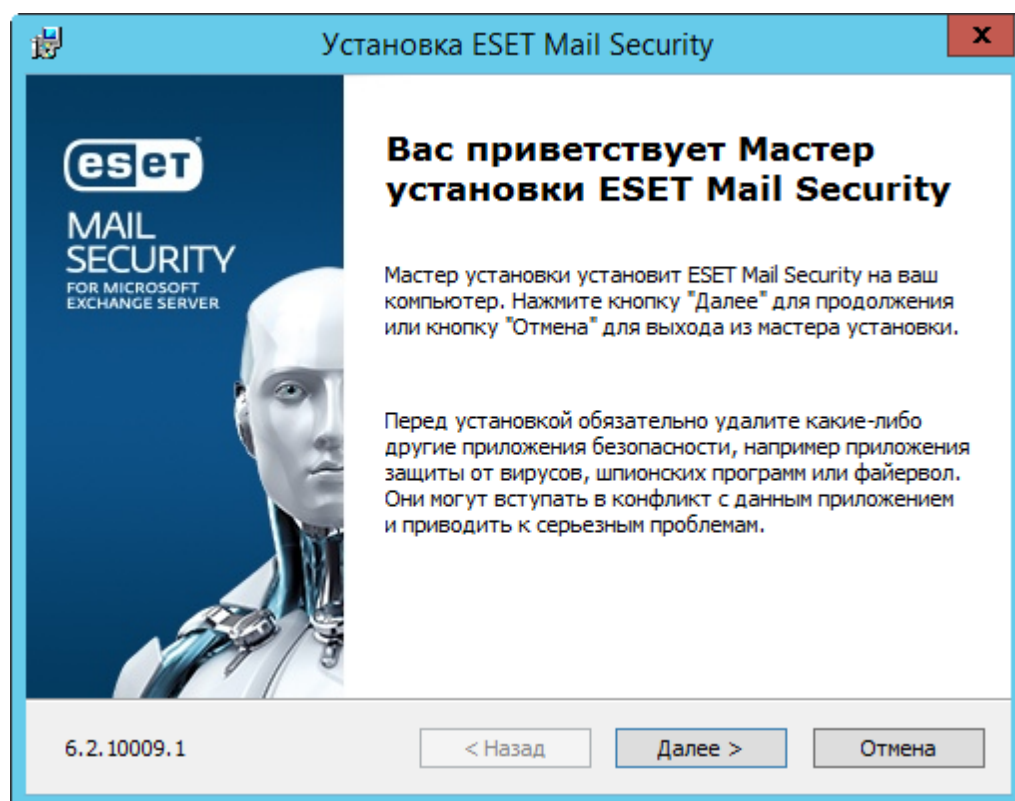 Установка ESET Mail Security
x
eset
MAIL
SECURITY
FOR MICROSOFT
EXCHANGE SERVER
Вас приветствует Мастер
установки ESET Mail Security
Мастер установки установит ESET Mail Security на ваш
компьютер. Нажмите кнопку "Далее" для продолжения
или кнопку "Отмена" для выхода из мастера установки.
Перед установкой обязательно удалите какие-либо
другие приложения безопасности, например приложения
защиты от вирусов, шпионских программ или файервол.
Они могут вступать в конфликт с данным приложением
и приводить к серьезным проблемам.
6.2.10009.1
< Назад
Далее >
Отмена